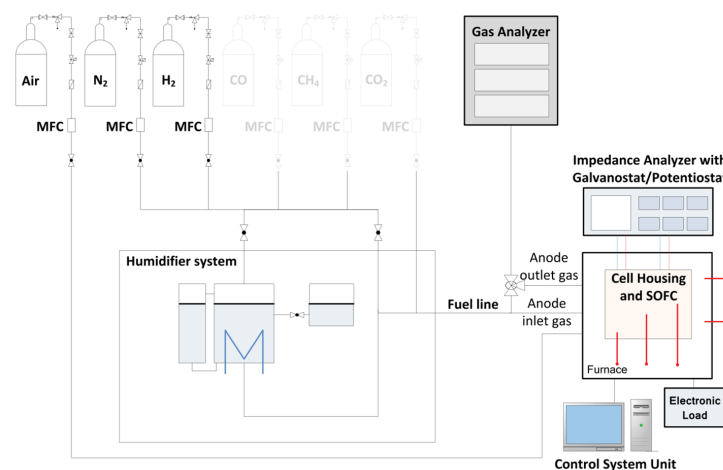 Gas Analyzer
Air
N₂
H₂
CO
CH₄
CO₂
MFC
MFC
MFC
MFC
MFC
MFC
Impedance Analyzer with
Galvanostat/Potentiostat
Humidifier system
Anode
outlet gas
Cell Housing
and SOFC
Fuel line
Anode
inlet gas
Furnace
Electronic
Load
Control System Unit